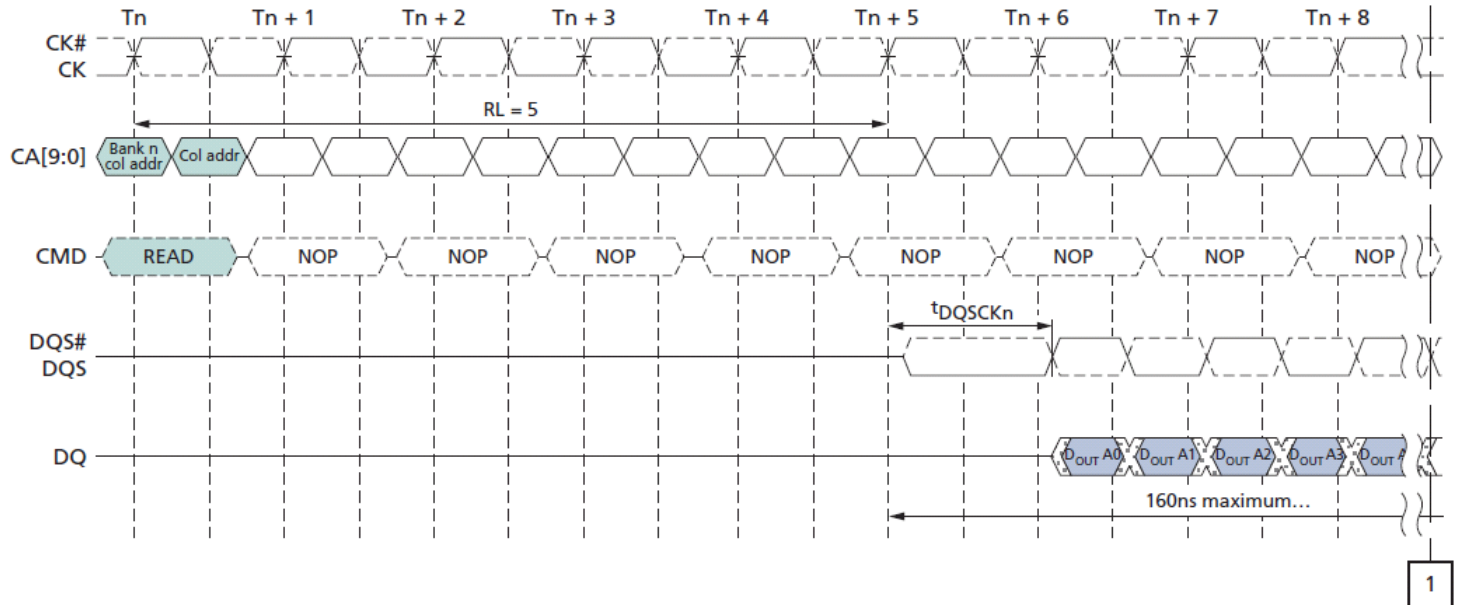 Tn Tn + 1 Tn + 2 Tn + 3 Tn + 4 Tn + 5 Tn + 6 Tn + 7 Tn + 8
CK#
CK
RL = 5
CA[9:0] Bank n col addr Col addr
CMD READ NOP NOP NOP NOP NOP NOP NOP NOP
tDQSCKn
DQS#
DQS
DQ DOUT A0 DOUT A1 DOUT A2 DOUT A3 DOUT
160ns maximum…
1